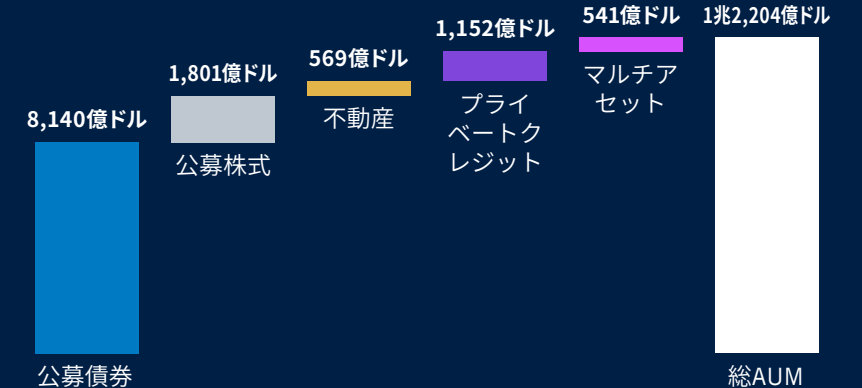 8,140億ドル
公募債券
1,801億ドル
公募株式
569億ドル
不動産
1,152億ドル
プライ
ベートク
レジット
541億ドル
マルチア
セット
1兆2,204億ドル
総AUM